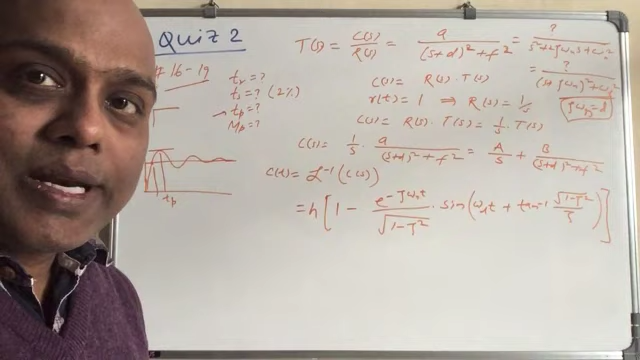 Quiz 2
16-19
tr = ?
ts = ? (2%)
→ tp = ?
Mp = ?
tp
T(s) = C(s)/R(s) = a/((s+d)²+f²) = ?/(s²+2ζωns+ωn²)
= ?/((s+ζωn)²+ωd²)
C(s) = R(s)·T(s)
r(t) = 1 ⇒ R(s) = 1/s
ζωn = d
C(s) = R(s)·T(s) = 1/s·T(s)
C(s) = 1/s · a/((s+d)²+f²) = A/s + B/((s+d)²+f²)
C(t) = ℒ⁻¹(C(s))
= h[1 − e^(−ζωnt)/√(1−ζ²) · sin(ωdt + tan⁻¹ √(1−ζ²)/ζ)]